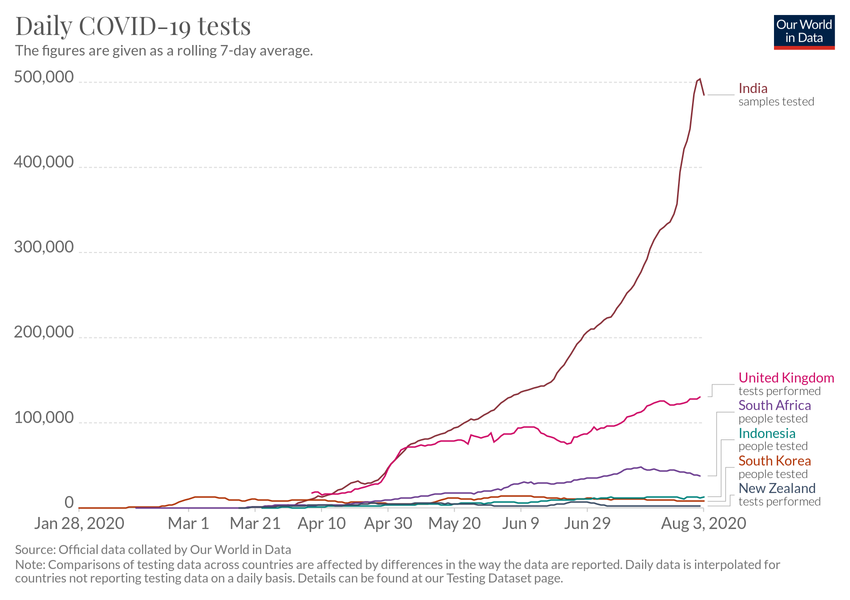 Daily COVID-19 tests
The figures are given as a rolling 7-day average.
Our World
in Data
500,000
400,000
300,000
200,000
100,000
0
India
samples tested
United Kingdom
tests performed
South Africa
people tested
Indonesia
people tested
South Korea
people tested
New Zealand
tests performed
Jan 28, 2020 Mar 1 Mar 21 Apr 10 Apr 30 May 20 Jun 9 Jun 29 Aug 3, 2020
Source: Official data collated by Our World in Data
Note: Comparisons of testing data across countries are affected by differences in the way the data are reported. Daily data is interpolated for
countries not reporting testing data on a daily basis. Details can be found at our Testing Dataset page.